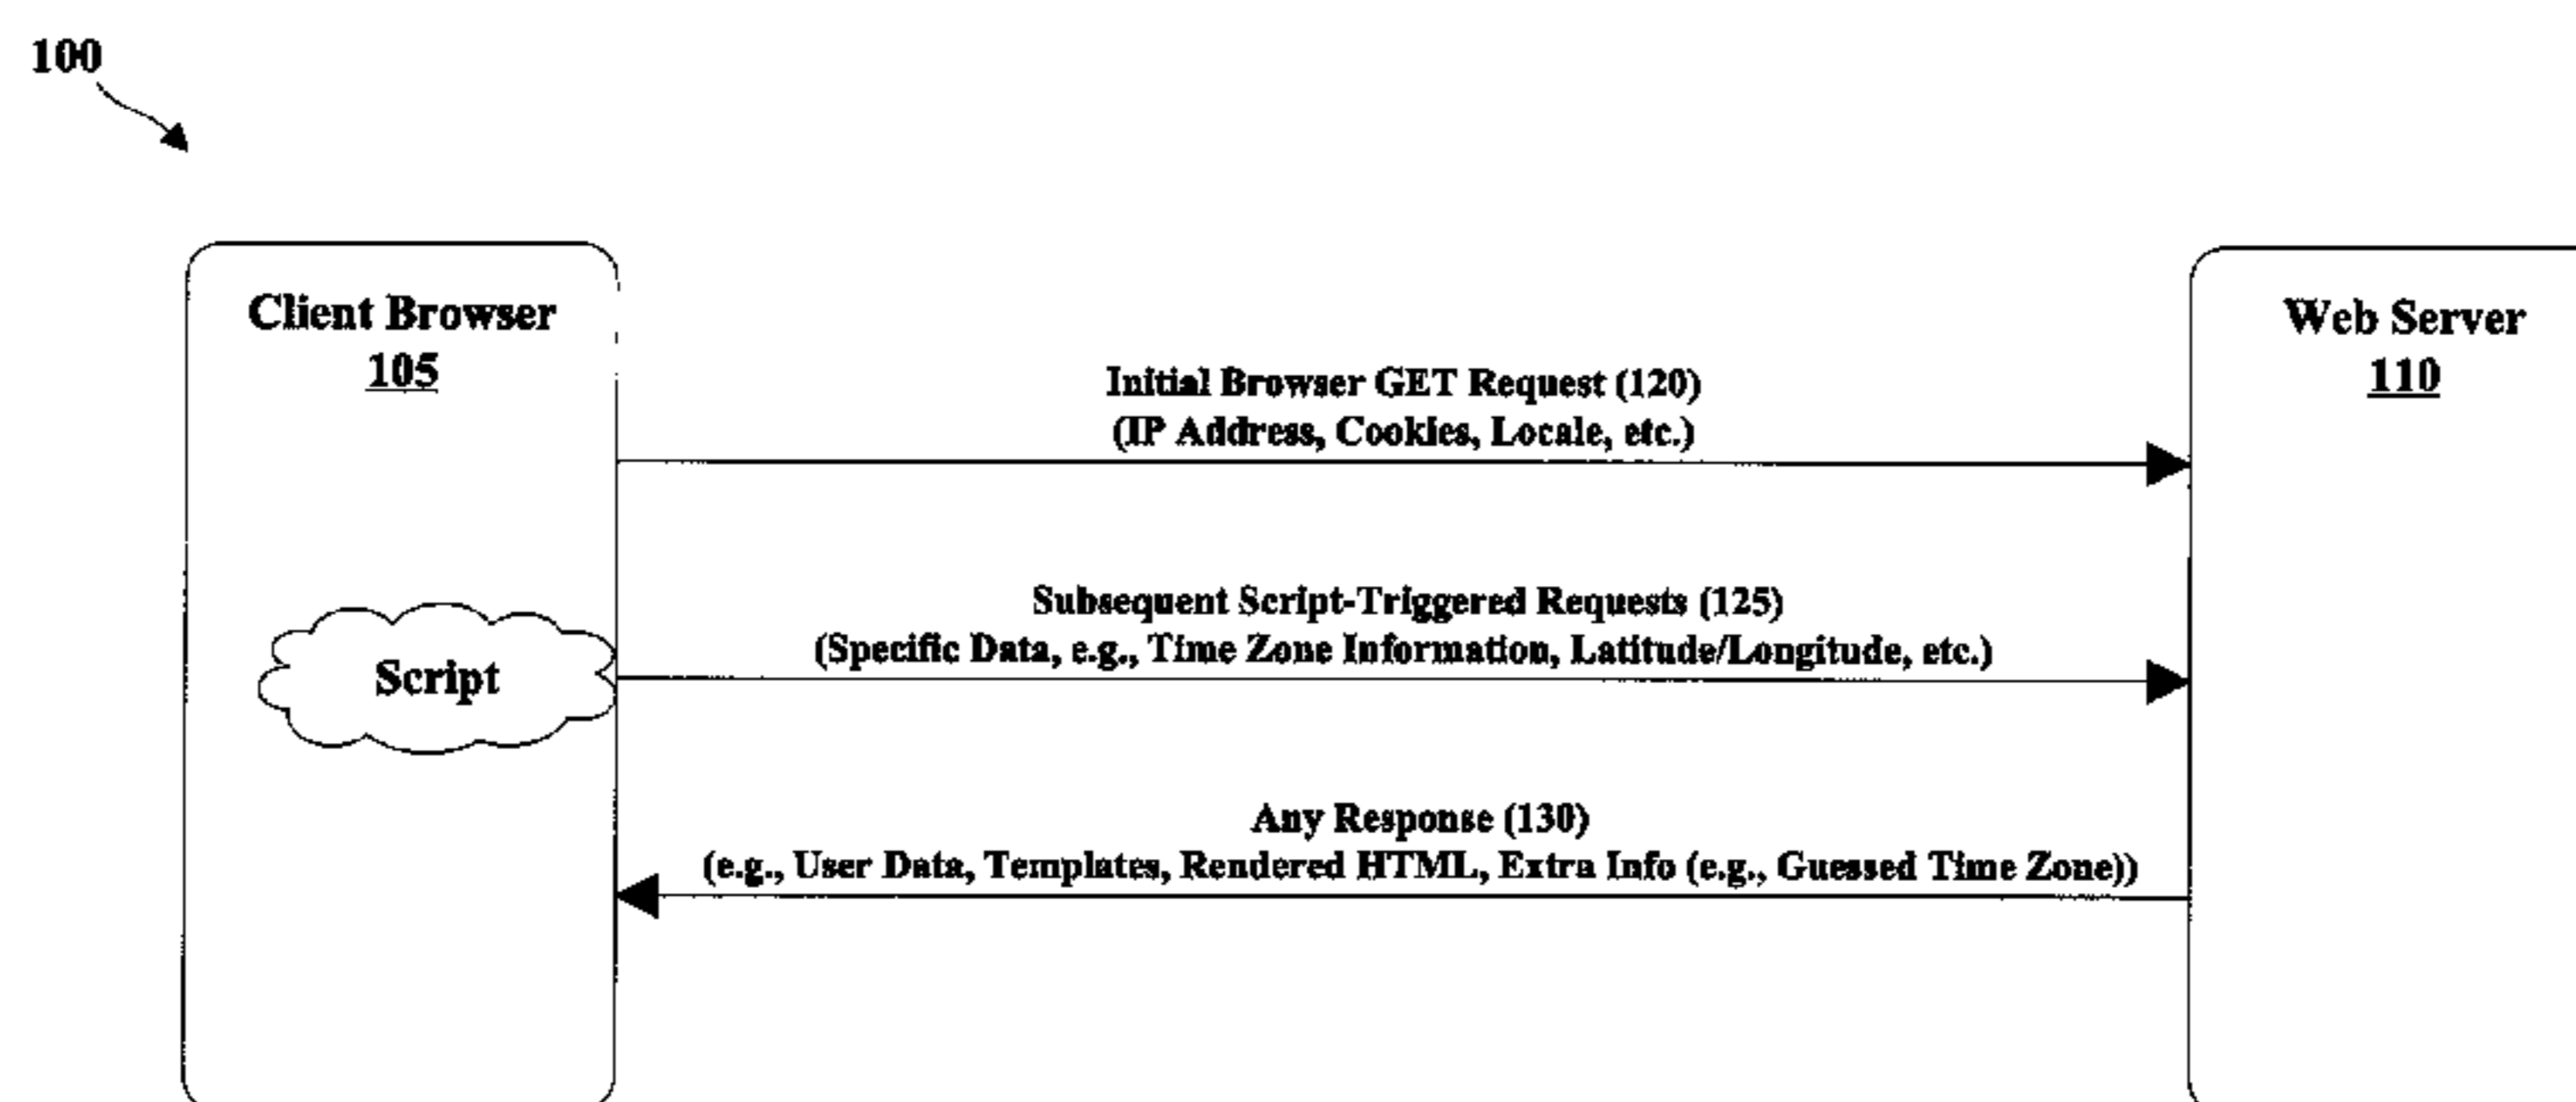 100
Client Browser
105
Web Server
110
Initial Browser GET Request (120)
(IP Address, Cookies, Locale, etc.)
Subsequent Script-Triggered Requests (125)
(Specific Data, e.g., Time Zone Information, Latitude/Longitude, etc.)
Script
Any Response (130)
(e.g., User Data, Templates, Rendered HTML, Extra Info (e.g., Guessed Time Zone))